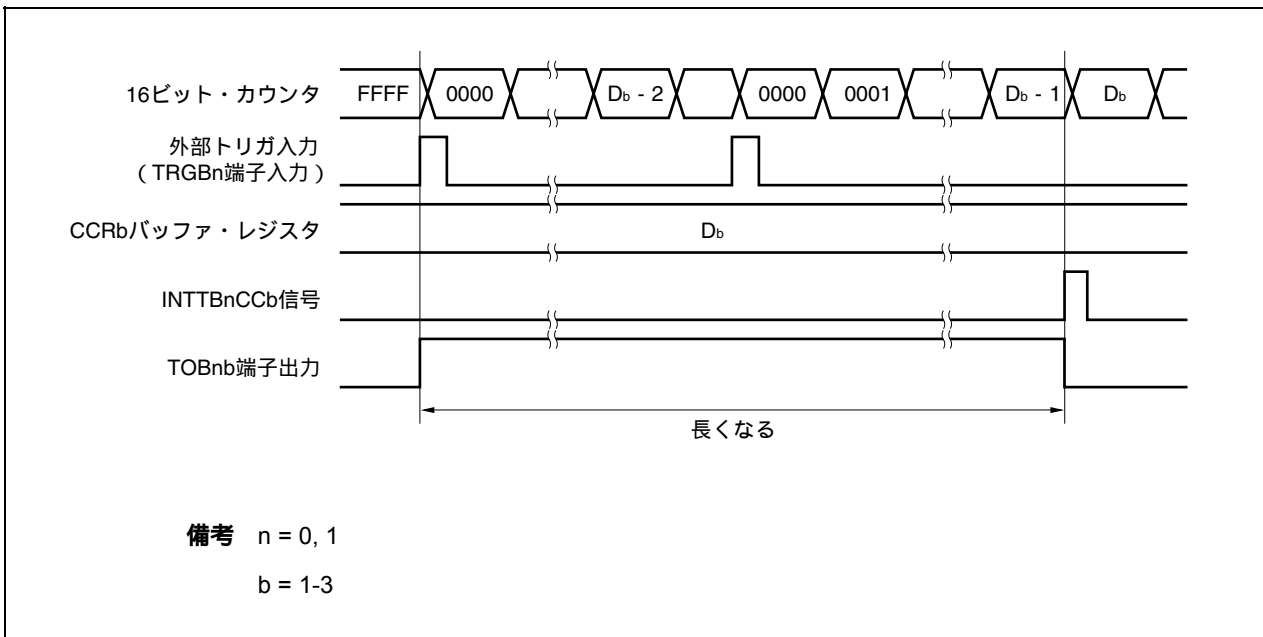 16ビット・カウンタ FFFF 0000 Db - 2 0000 0001 Db - 1 Db
外部トリガ入力
(TRGBn端子入力)
CCRbバッファ・レジスタ Db
INTTBnCCb信号
TOBnb端子出力
長くなる
備考 n = 0, 1
b = 1-3